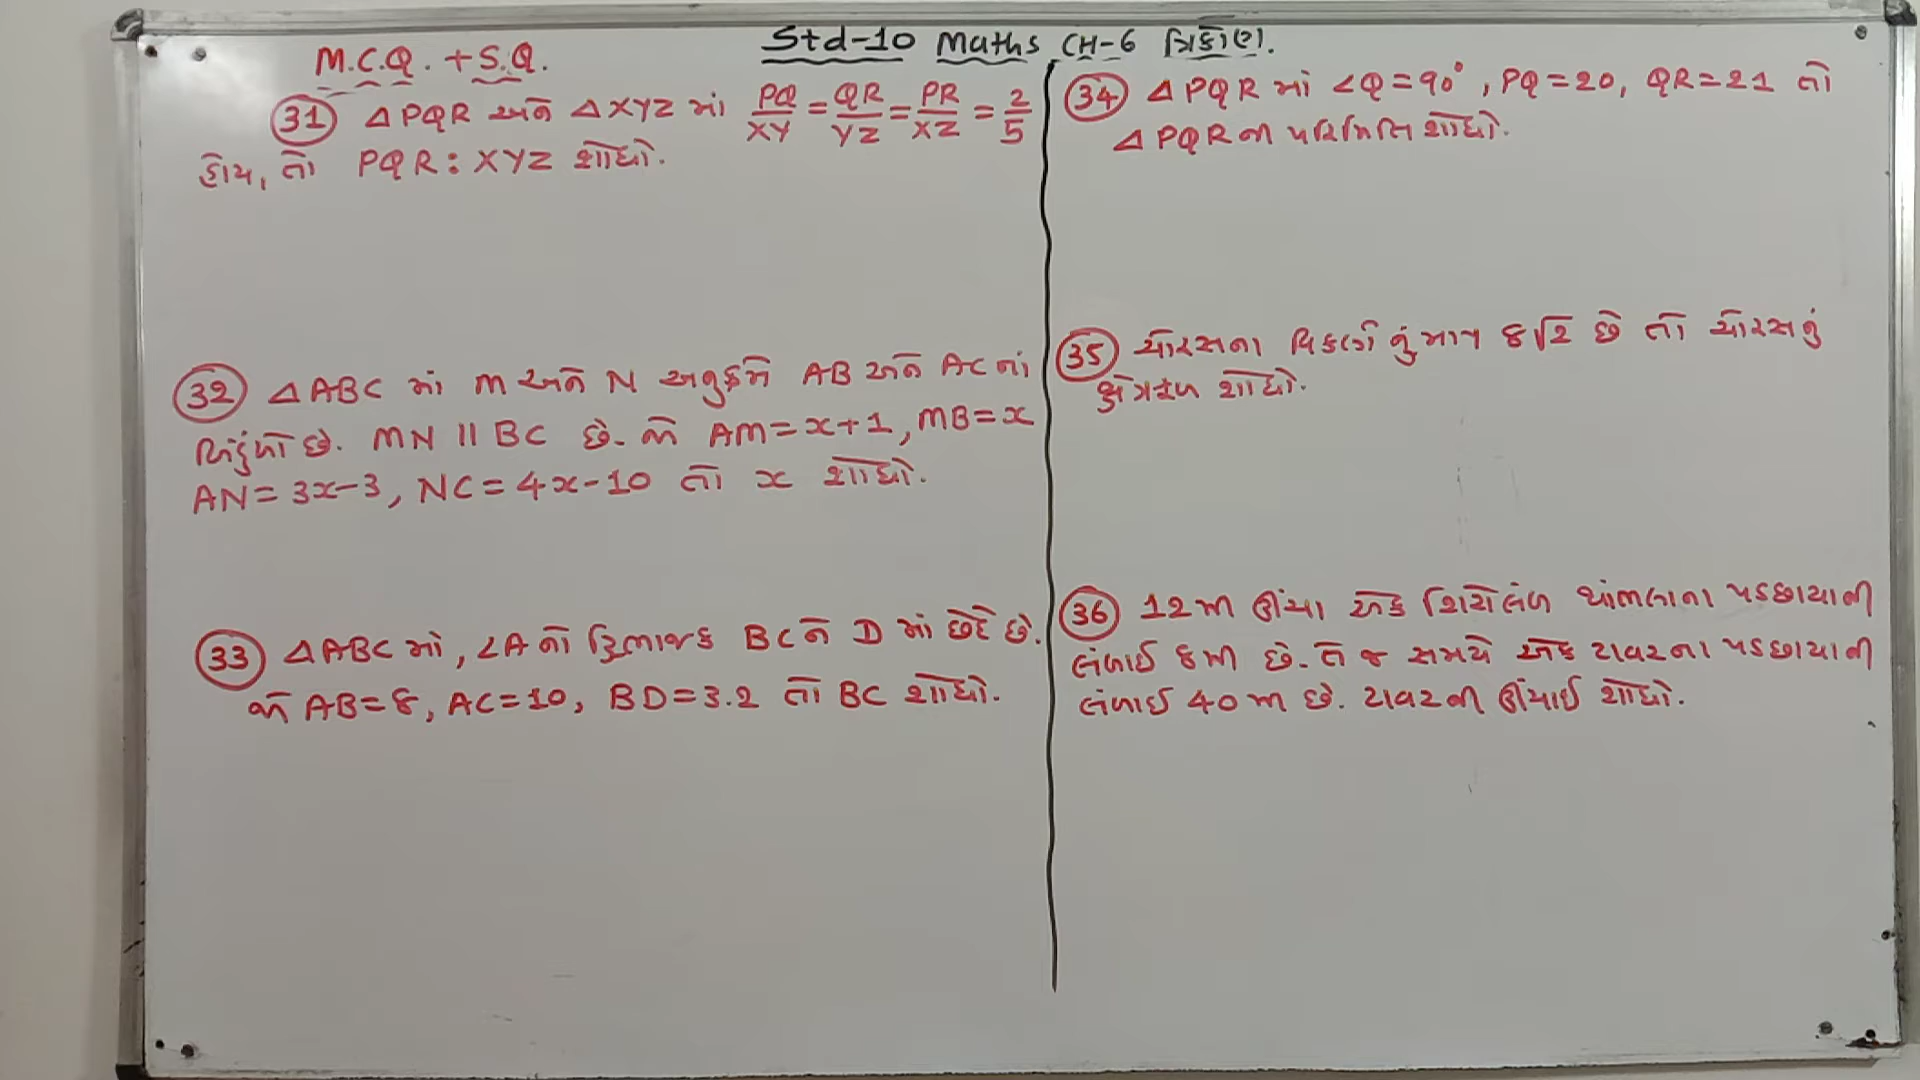 Std-10 Maths CH-6 ત્રિકોણ.
M.C.Q. + S.Q.
(31) △PQR અને △XYZ માં PQ/XY = QR/YZ = PR/XZ = 2/5
હોય, તો PQR : XYZ શોધો.
(32) △ABC માં M અને N અનુક્રમે AB અને AC નાં
બિંદુઓ છે. MN || BC છે. જો AM = x+1, MB = x
AN = 3x-3, NC = 4x-10 તો x શોધો.
(33) △ABC માં, ∠A નો દ્વિભાજક BC ને D માં છેદે છે.
જો AB = 8, AC = 10, BD = 3.2 તો BC શોધો.
(34) △PQR માં ∠Q = 90°, PQ = 20, QR = 21 તો
△PQR ની પરિમિતિ શોધો.
(35) ચોરસના વિકર્ણનું માપ 8√2 છે તો ચોરસનું
ક્ષેત્રફળ શોધો.
(36) 12 મી ઊંચા એક શિરોલંબ થાંભલાના પડછાયાની
લંબાઈ 8 મી છે. તે જ સમયે એક ટાવરના પડછાયાની
લંબાઈ 40 મી છે. ટાવરની ઊંચાઈ શોધો.